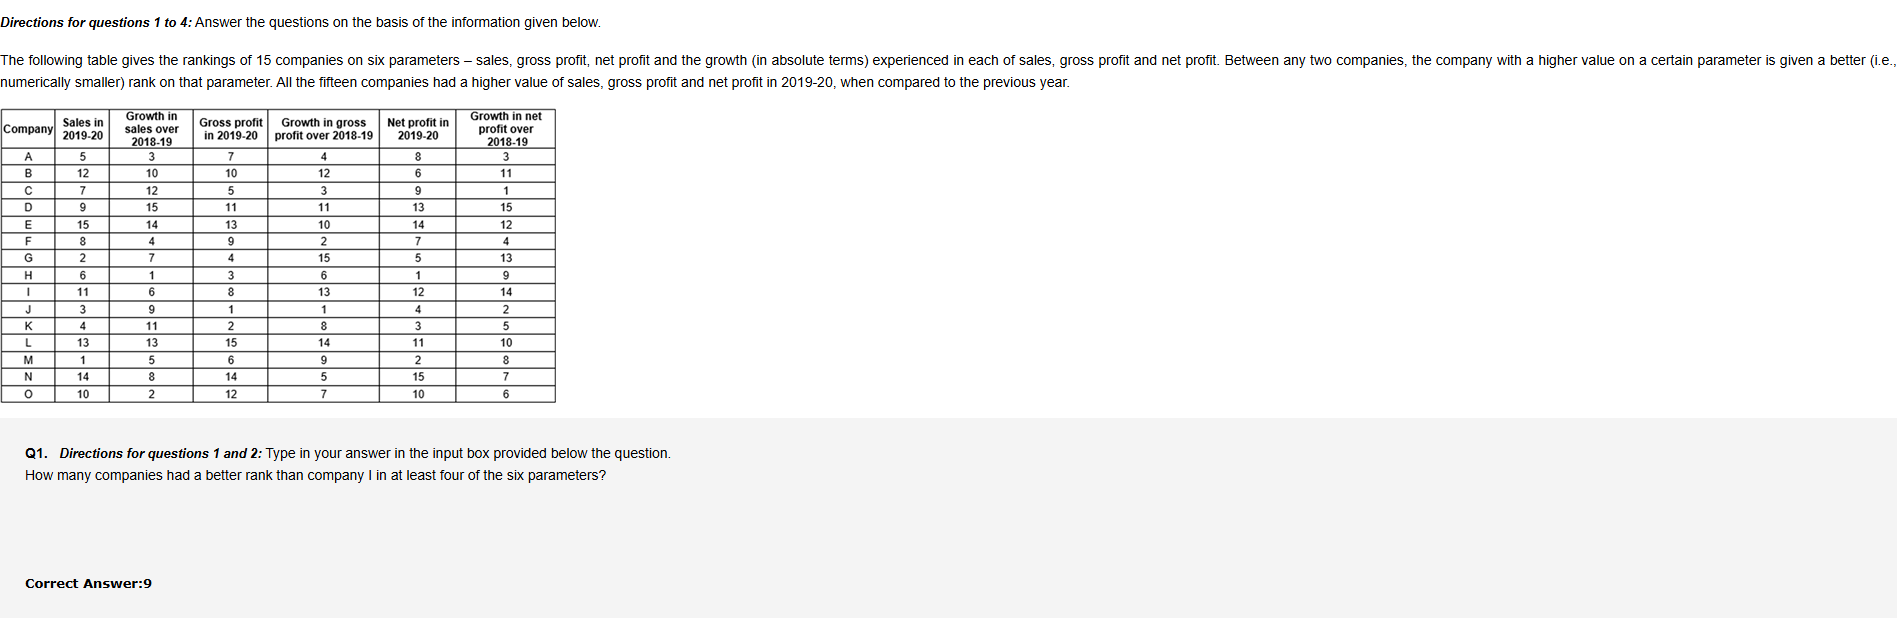 Directions for questions 1 to 4: Answer the questions on the basis of the information given below.
The following table gives the rankings of 15 companies on six parameters – sales, gross profit, net profit and the growth (in absolute terms) experienced in each of sales, gross profit and net profit. Between any two companies, the company with a higher value on a certain parameter is given a better (i.e.,
numerically smaller) rank on that parameter. All the fifteen companies had a higher value of sales, gross profit and net profit in 2019-20, when compared to the previous year.
Company Sales in 2019-20 Growth in sales over 2018-19 Gross profit in 2019-20 Growth in gross profit over 2018-19 Net profit in 2019-20 Growth in net profit over 2018-19
A 5 3 7 4 8 3
B 12 10 10 12 6 11
C 7 12 5 3 9 1
D 9 15 11 11 13 15
E 15 14 13 10 14 12
F 8 4 9 2 7 4
G 2 7 4 15 5 13
H 6 1 3 6 1 9
I 11 6 8 13 12 14
J 3 9 1 1 4 2
K 4 11 2 8 3 5
L 13 13 15 14 11 10
M 1 5 6 9 2 8
N 14 8 14 5 15 7
O 10 2 12 7 10 6
Q1. Directions for questions 1 and 2: Type in your answer in the input box provided below the question.
How many companies had a better rank than company I in at least four of the six parameters?
Correct Answer:9